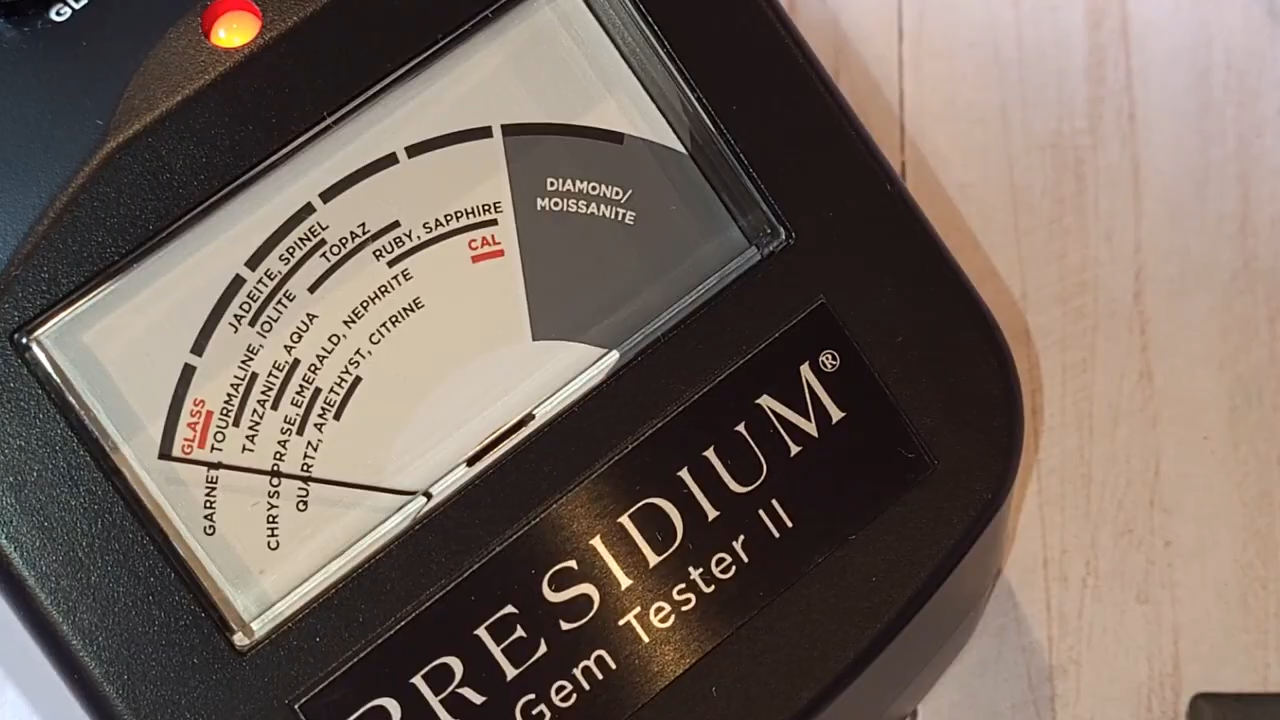 GL
JADEITE, SPINEL
TOPAZ
RUBY, SAPPHIRE
CAL
DIAMOND/
MOISSANITE
GLASS
GARNET, TOURMALINE, IOLITE
TANZANITE, AQUA
CHRYSOPRASE, EMERALD, NEPHRITE
QUARTZ, AMETHYST, CITRINE
PRESIDIUM®
Gem Tester II